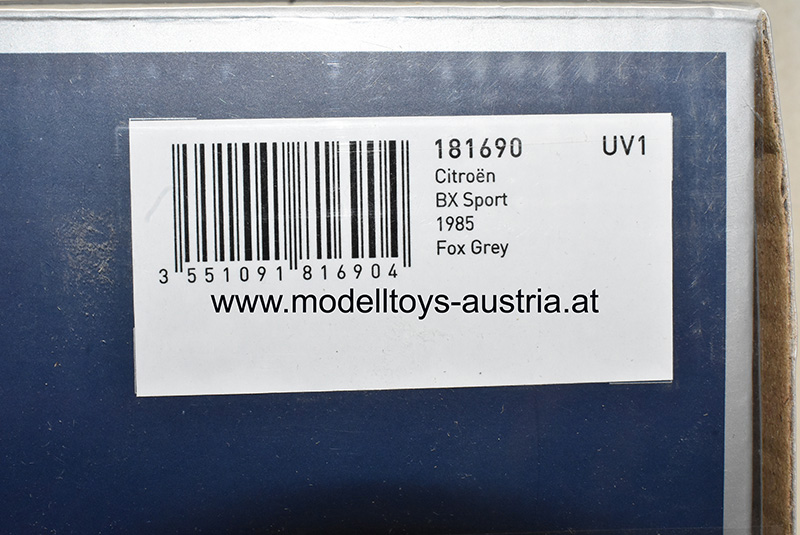 181690 UV1
Citroën
BX Sport
1985
Fox Grey
3 551091 816904
www.modelltoys-austria.at